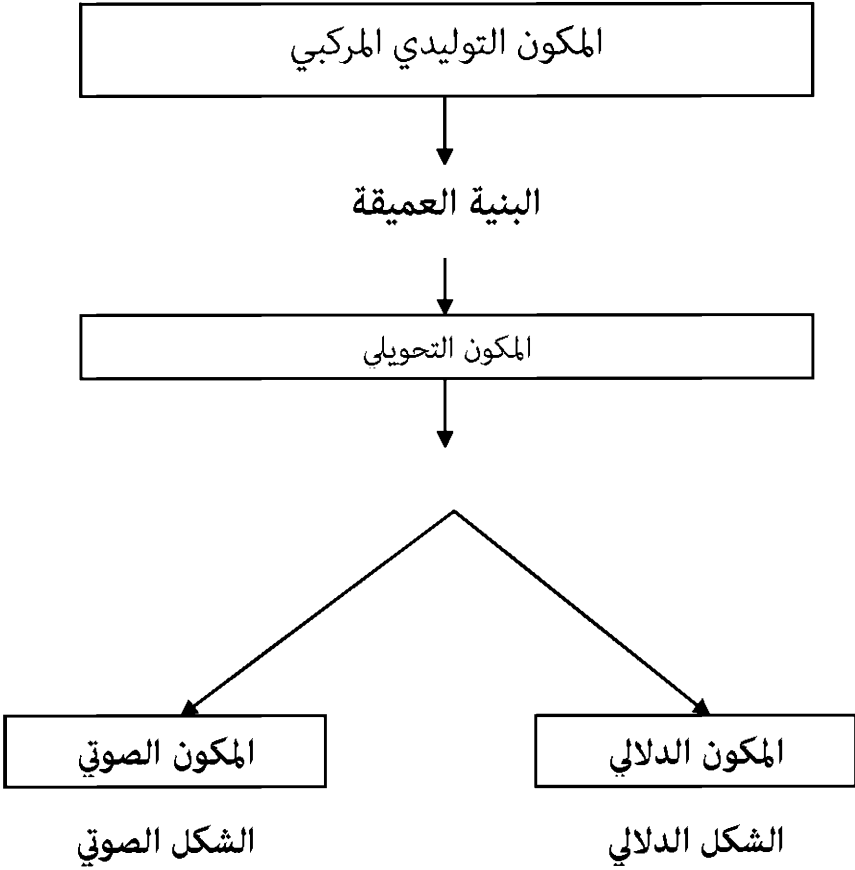 المكون التوليدي المركبي
البنية العميقة
المكون التحويلي
المكون الدلالي
المكون الصوتي
الشكل الدلالي
الشكل الصوتي